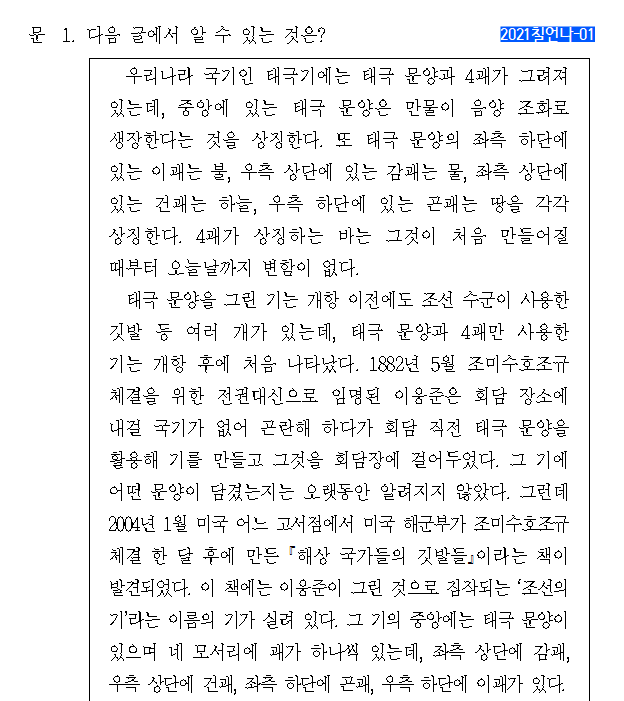 문 1. 다음 글에서 알 수 있는 것은?
2021칠언나-01
우리나라 국기인 태극기에는 태극 문양과 4괘가 그려져
있는데, 중앙에 있는 태극 문양은 만물이 음양 조화로
생장한다는 것을 상징한다. 또 태극 문양의 좌측 하단에
있는 이괘는 불, 우측 상단에 있는 감괘는 물, 좌측 상단에
있는 건괘는 하늘, 우측 하단에 있는 곤괘는 땅을 각각
상징한다. 4괘가 상징하는 바는 그것이 처음 만들어질
때부터 오늘날까지 변함이 없다.
태극 문양을 그린 기는 개항 이전에도 조선 수군이 사용한
깃발 등 여러 개가 있는데, 태극 문양과 4괘만 사용한
기는 개항 후에 처음 나타났다. 1882년 5월 조미수호조규
체결을 위한 전권대신으로 임명된 이응준은 회담 장소에
내걸 국기가 없어 곤란해 하다가 회담 직전 태극 문양을
활용해 기를 만들고 그것을 회담장에 걸어두었다. 그 기에
어떤 문양이 담겼는지는 오랫동안 알려지지 않았다. 그런데
2004년 1월 미국 어느 고서점에서 미국 해군부가 조미수호조규
체결 한 달 후에 만든 『해상 국가들의 깃발들』이라는 책이
발견되었다. 이 책에는 이응준이 그린 것으로 짐작되는 ‘조선의
기’라는 이름의 기가 실려 있다. 그 기의 중앙에는 태극 문양이
있으며 네 모서리에 괘가 하나씩 있는데, 좌측 상단에 감괘,
우측 상단에 건괘, 좌측 하단에 곤괘, 우측 하단에 이괘가 있다.